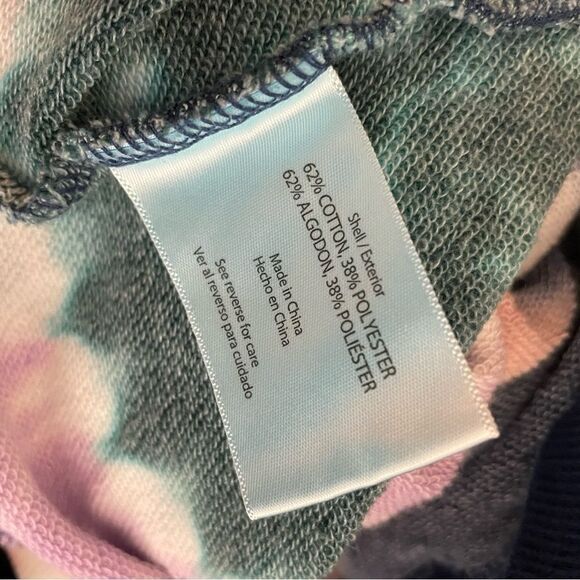 Shell / Exterior
62% COTTON, 38% POLYESTER
62% ALGODON, 38% POLIÉSTER
Made in China
Hecho en China
See reverse for care
Ver al reverso para cuidado